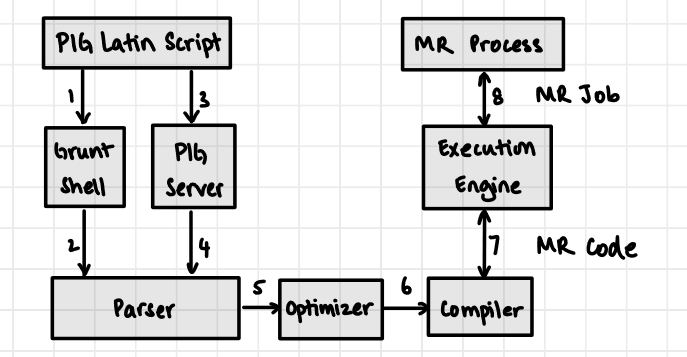 PIG Latin Script
MR Process
1
3
8
MR Job
Grunt
Shell
PIG
Server
Execution
Engine
2
4
7
MR Code
Parser
5
Optimizer
6
Compiler